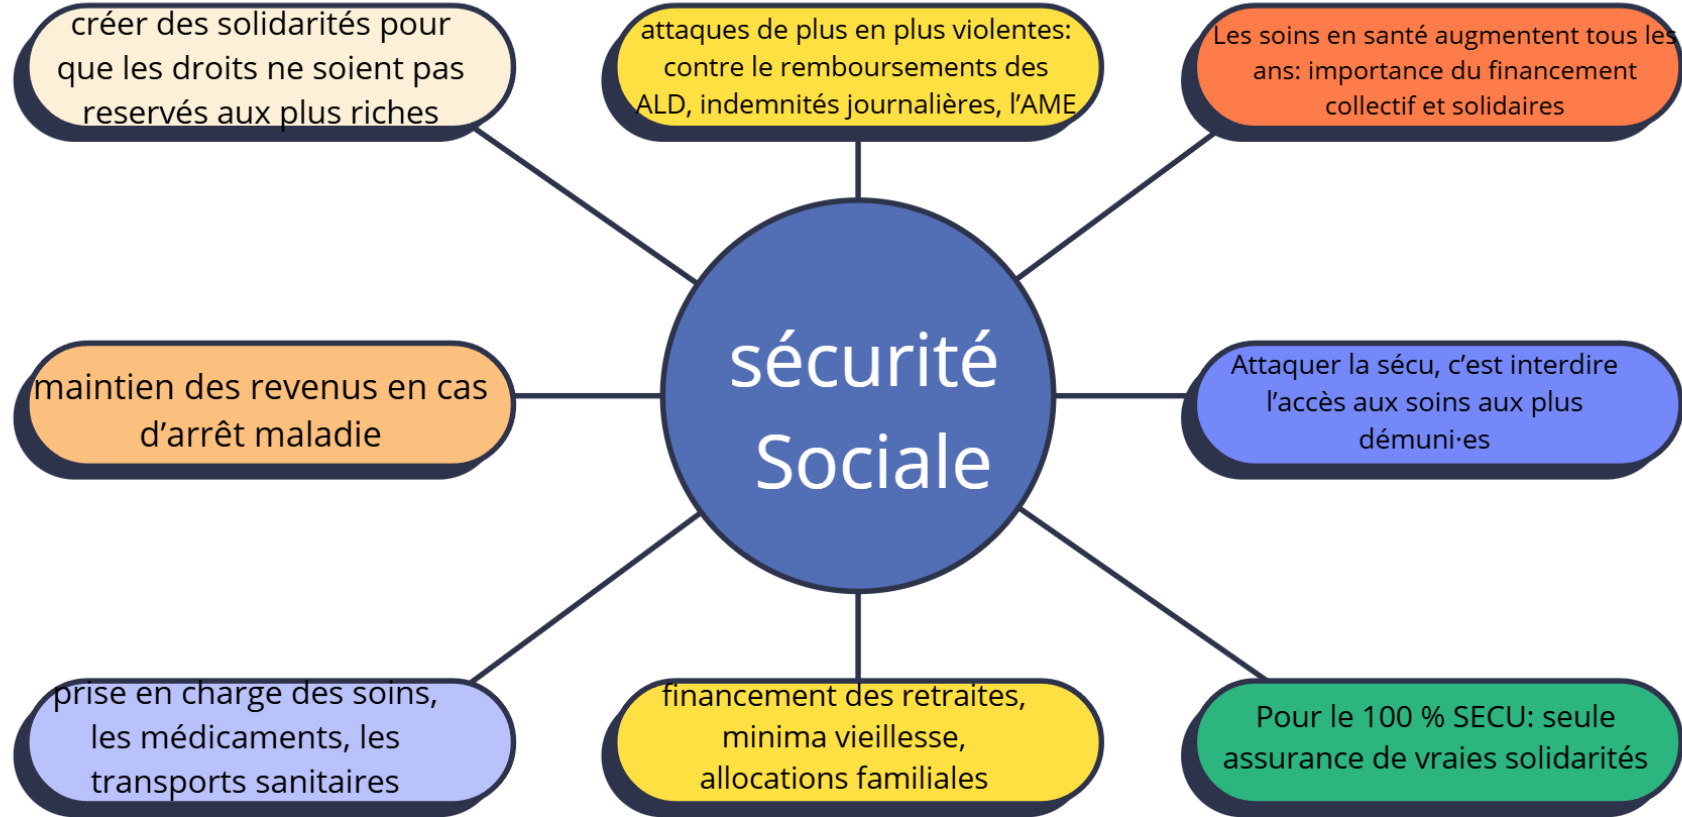 créer des solidarités pour
que les droits ne soient pas
reservés aux plus riches
attaques de plus en plus violentes:
contre le remboursements des
ALD, indemnités journalières, l’AME
Les soins en santé augmentent tous les
ans: importance du financement
collectif et solidaires
maintien des revenus en cas
d’arrêt maladie
sécurité
Sociale
Attaquer la sécu, c’est interdire
l’accès aux soins aux plus
démuni·es
prise en charge des soins,
les médicaments, les
transports sanitaires
financement des retraites,
minima vieillesse,
allocations familiales
Pour le 100 % SECU: seule
assurance de vraies solidarités